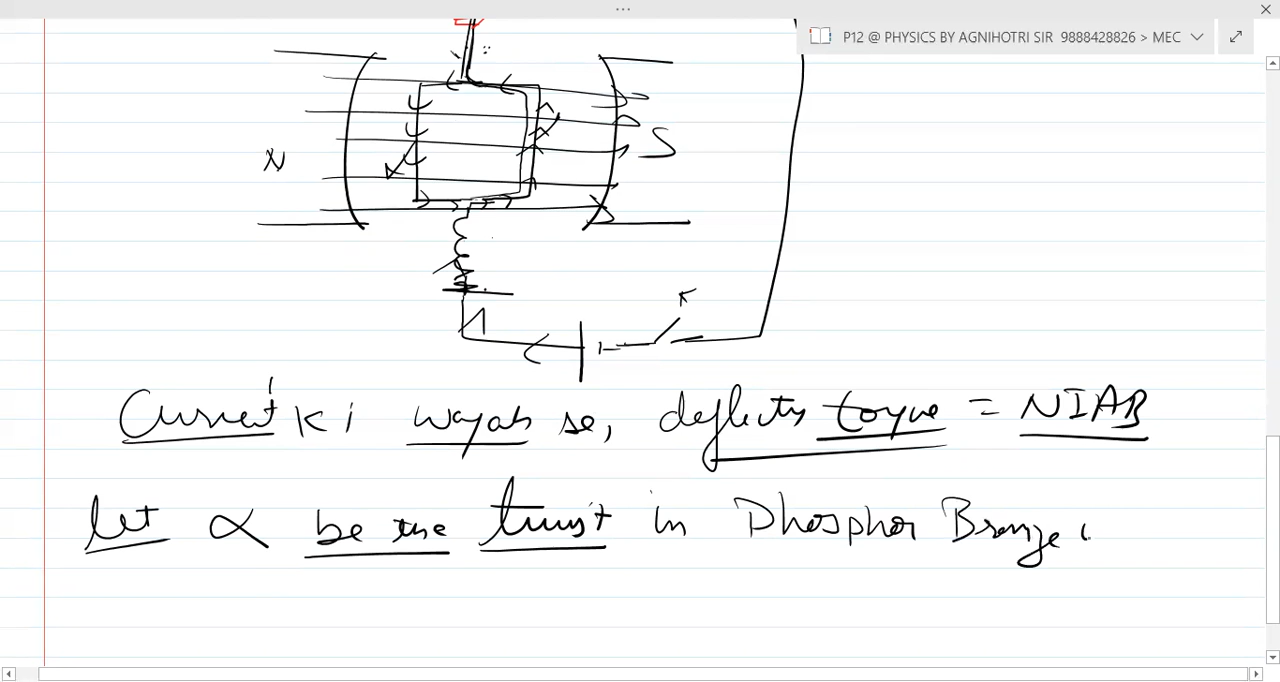 P12 @ PHYSICS BY AGNIHOTRI SIR 9888428826 > MEC
N
S
K
Current ki wajah se, deflecting torque = NIAB
let α be the twist in Phosphor Bronze